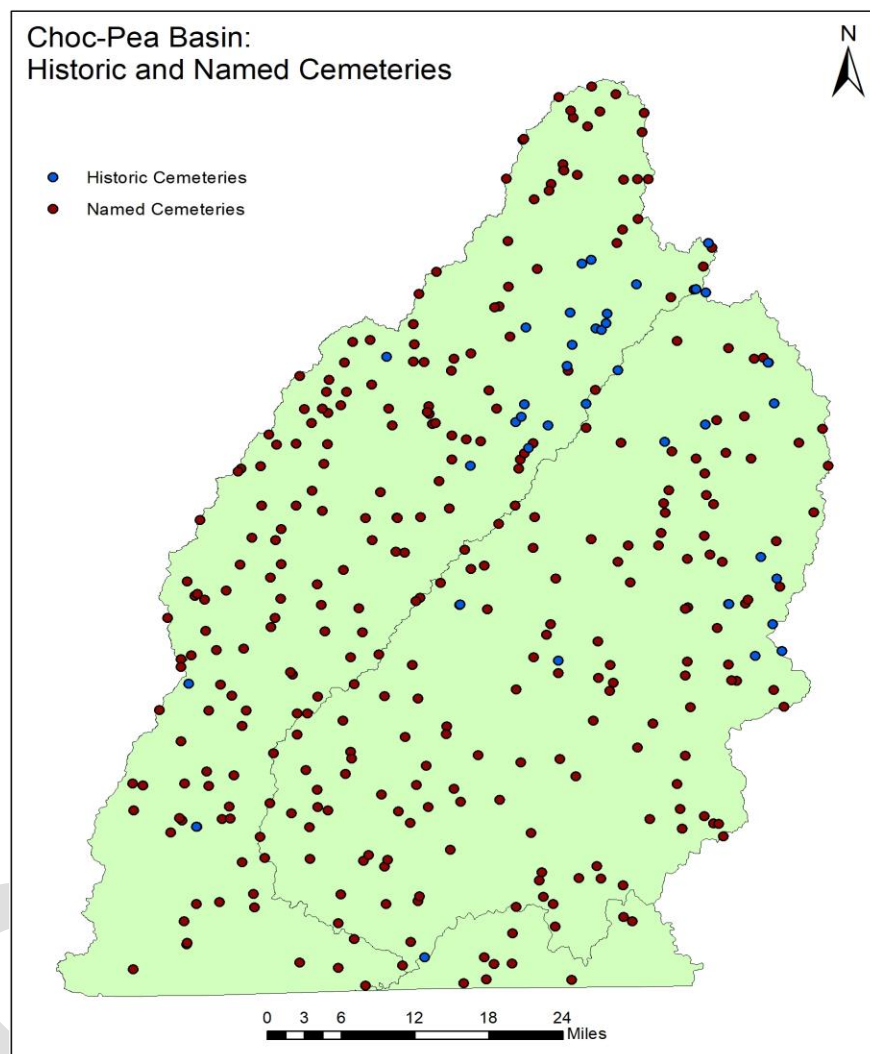 Choc-Pea Basin:
Historic and Named Cemeteries
N
Historic Cemeteries
Named Cemeteries
0 3 6 12 18 24
Miles